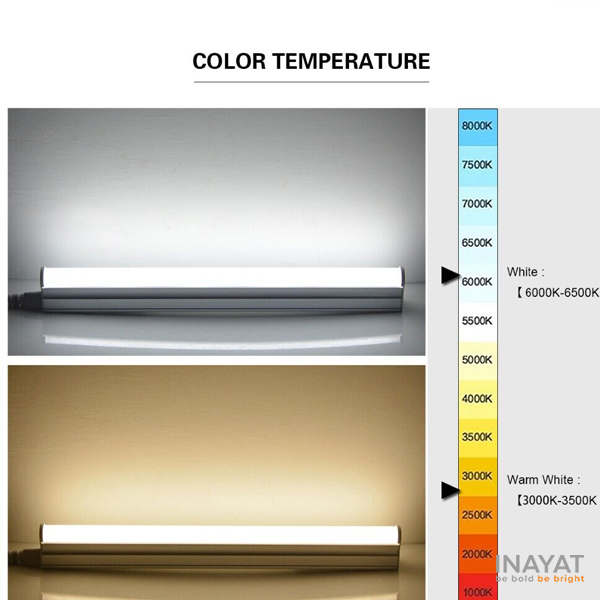 COLOR TEMPERATURE
8000K
7500K
7000K
6500K
6000K
5500K
5000K
4000K
3500K
3000K
2500K
2000K
1000K
White :
【 6000K-6500K
Warm White :
【3000K-3500K
INAYAT
be bold be bright